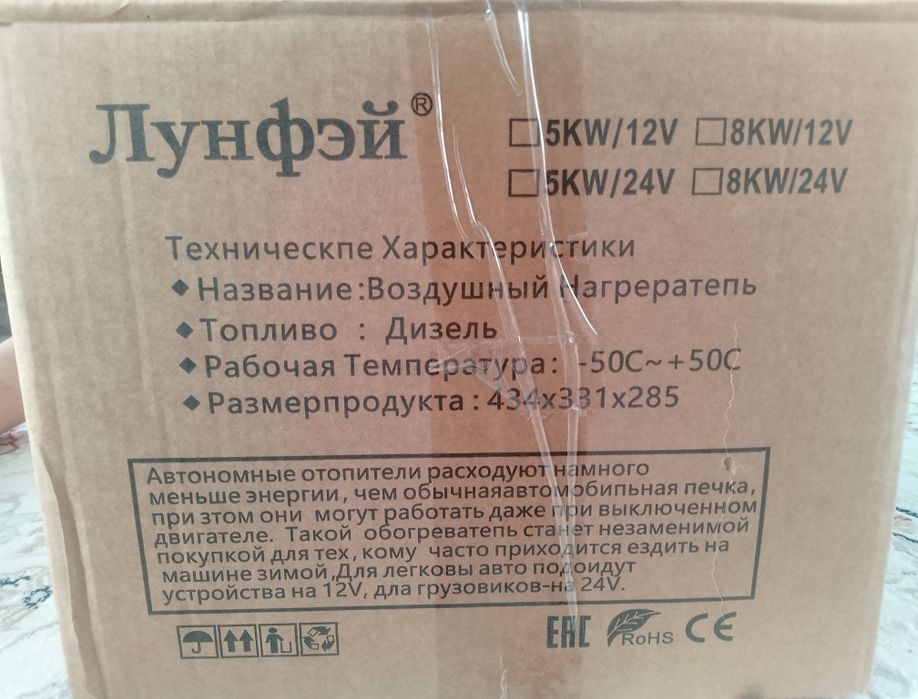 Лунфэй®
5KW/12V 8KW/12V
5KW/24V 8KW/24V
Техническпе Характеристики
Название:Воздушный Нагрератепь
Топливо : Дизель
Рабочая Температура: -50C~+50C
Размерпродукта : 434x331x285
Автономные отопители расходуют намного
меньше энергии, чем обычнаяавтомобильная печка,
при зтом они могут работать даже при выключенном
двигателе. Такой обогреватель станет незаменимой
покупкой для тех, кому часто приходится ездить на
машине зимой,Для легковы авто подоидут
устройства на 12V, дла грузовиков-на 24V.
EAC RoHS CE